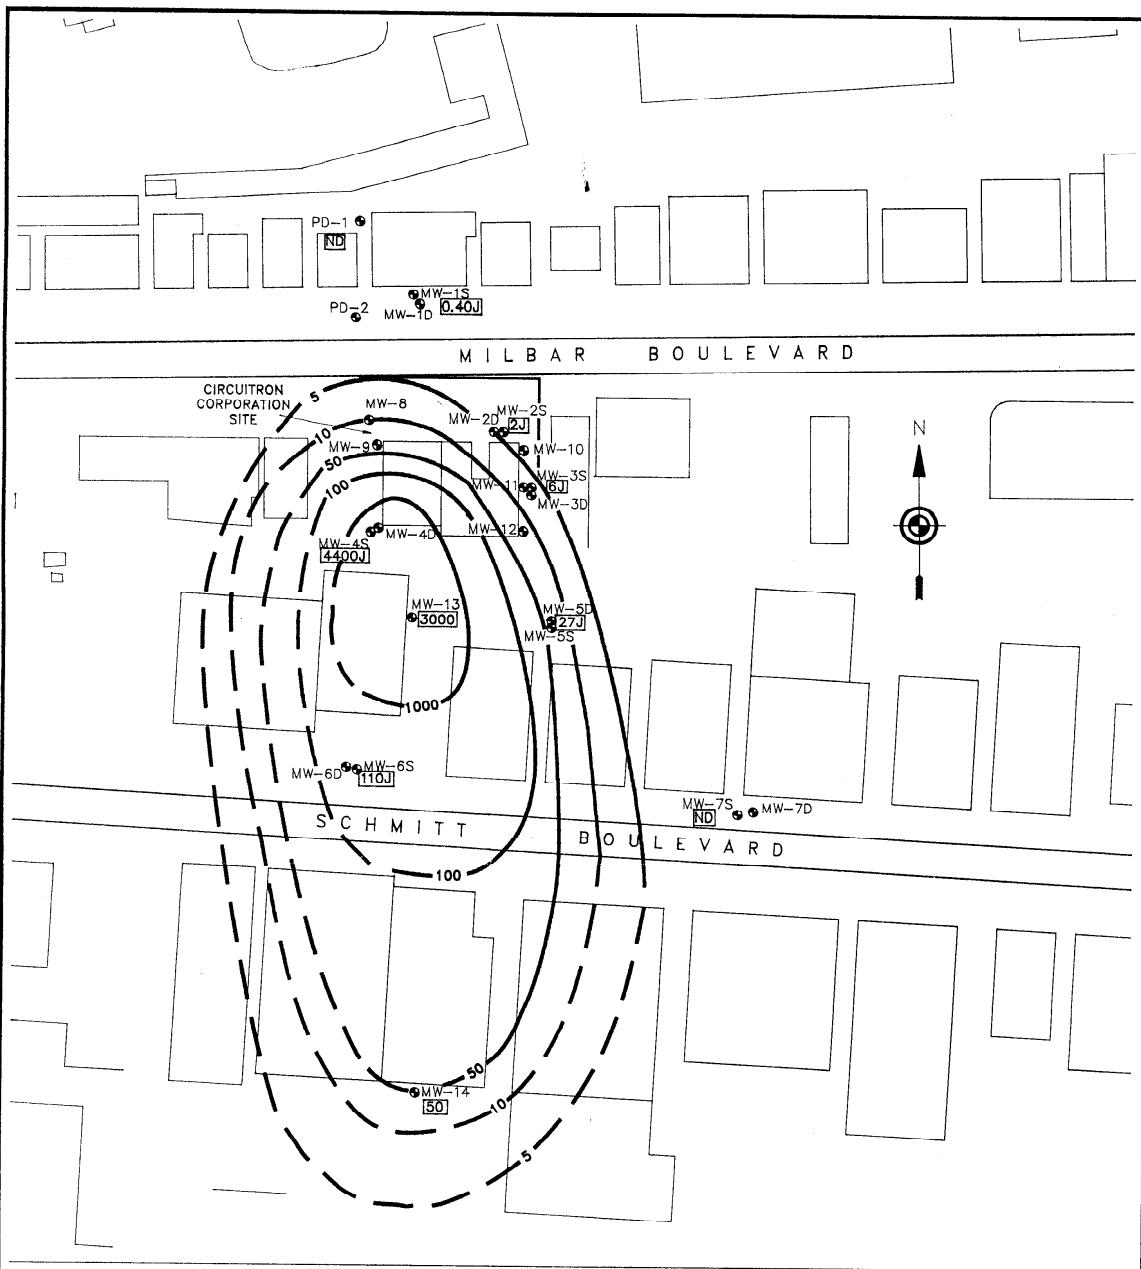 PD-1
ND
MW-1S
PD-2
MW-1D
0.40J
MILBAR BOULEVARD
CIRCUITRON
CORPORATION
SITE
5
MW-8
MW-2D
MW-2S
2J
10
MW-9
MW-10
N
50
MW-11
MW-3S
6J
MW-3D
100
MW-12
MW-4S
MW-4D
4400J
MW-13
3000
MW-5D
27J
MW-5S
1000
MW-6D
MW-6S
110J
MW-7S
MW-7D
ND
SCHMITT BOULEVARD
100
50
MW-14
50
10
5